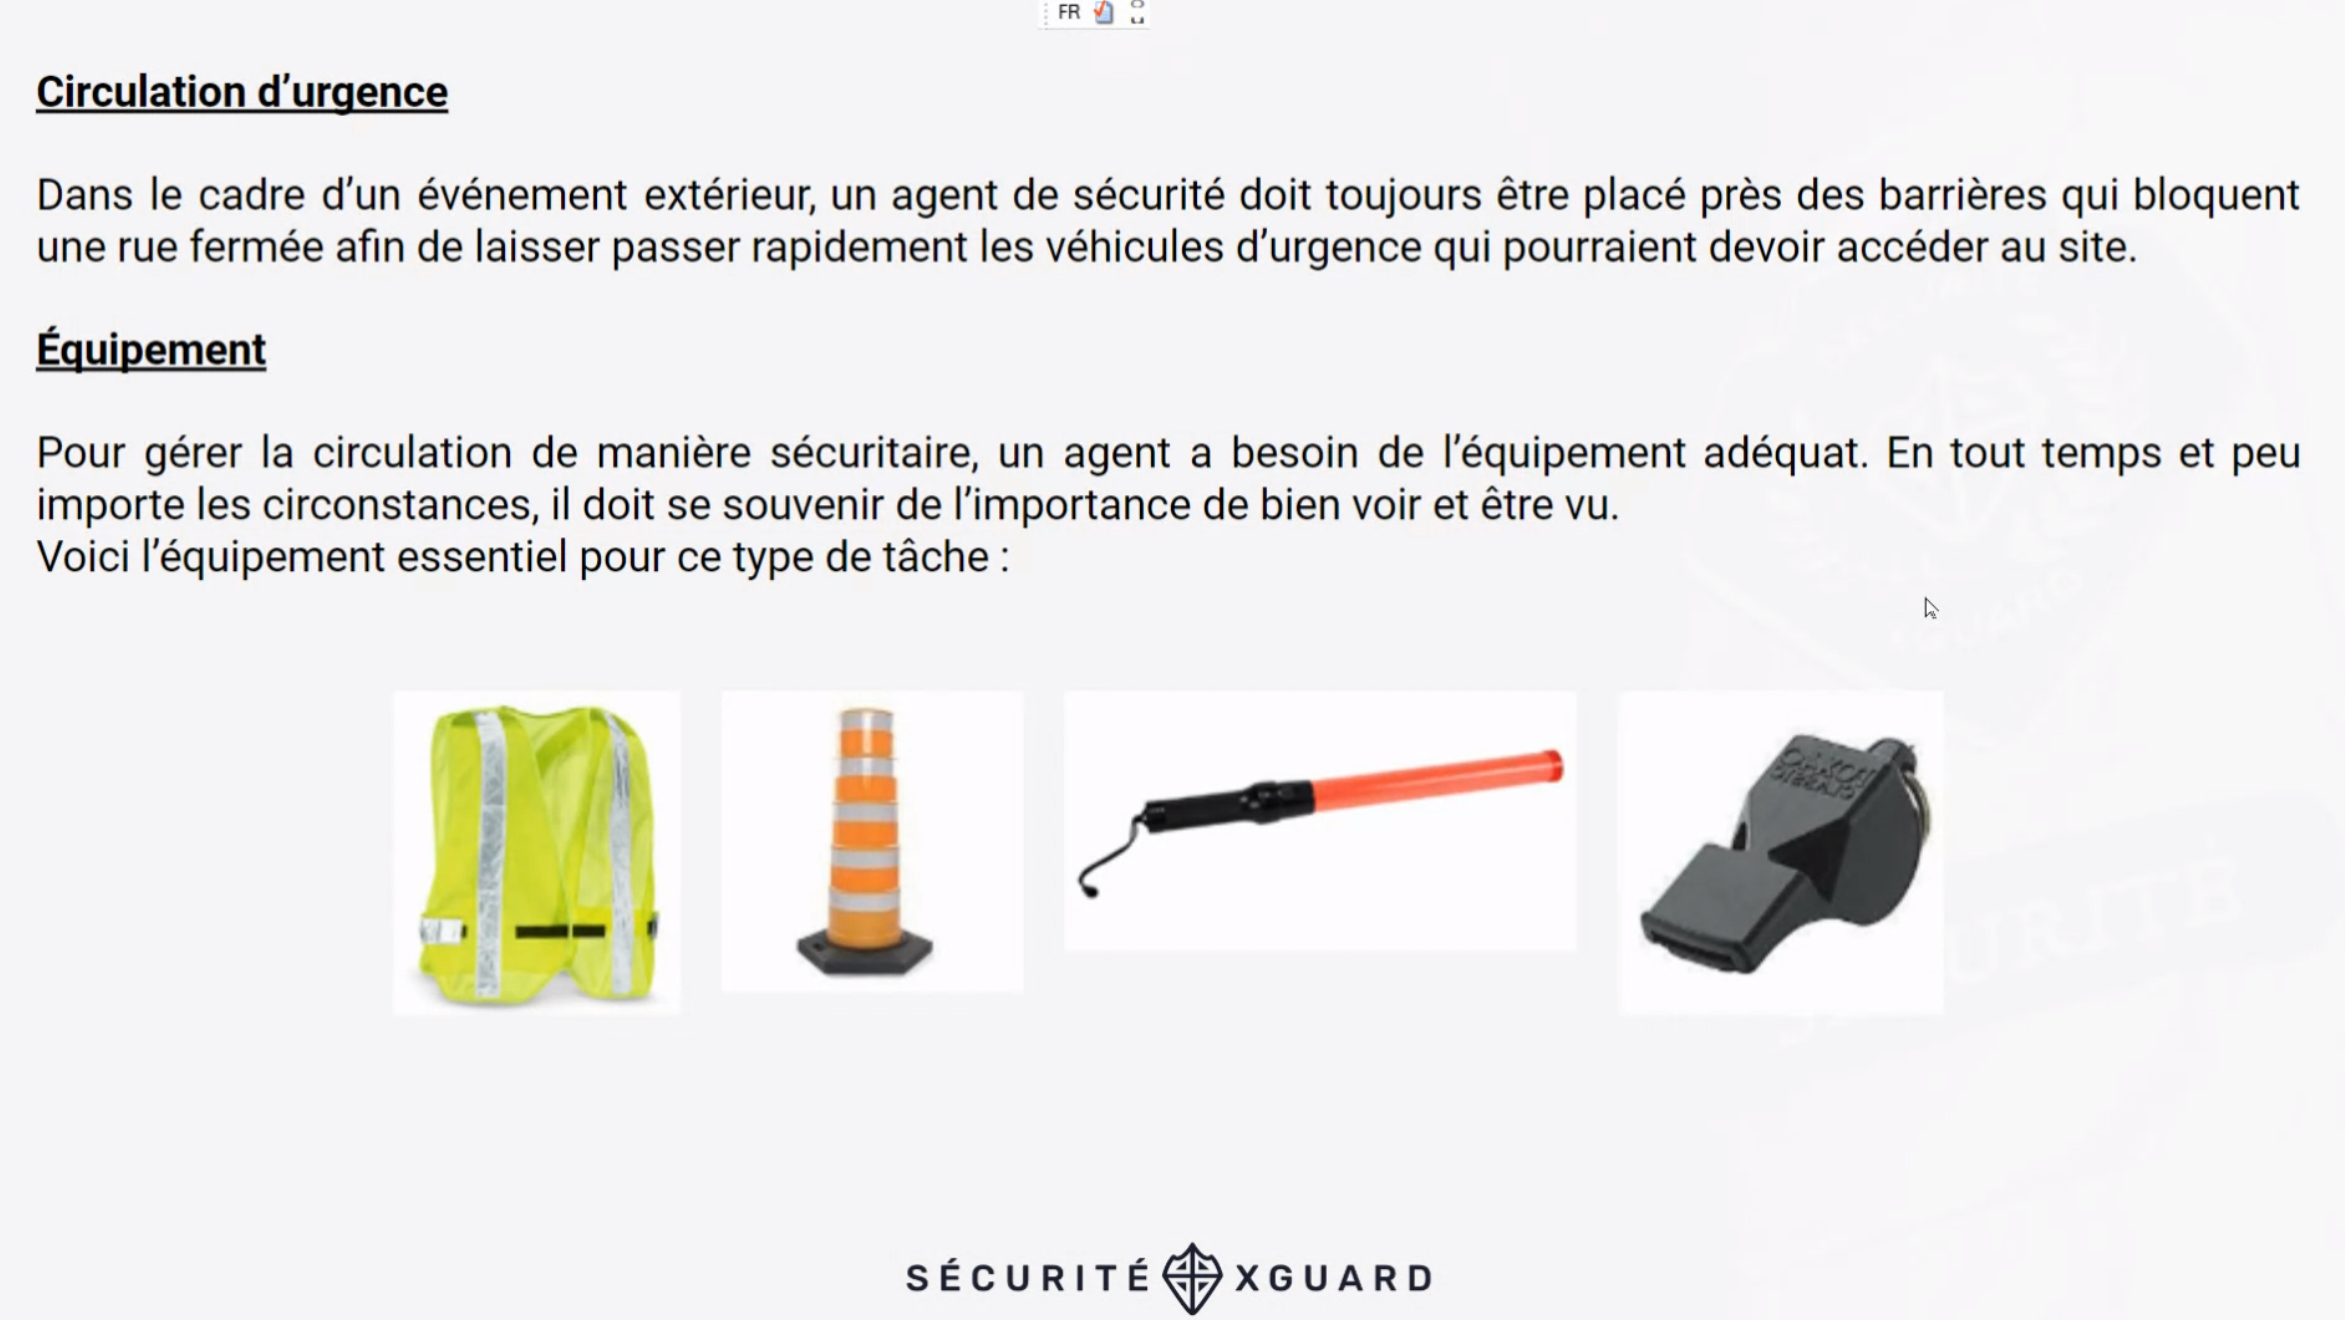 FR
Circulation d’urgence
Dans le cadre d’un événement extérieur, un agent de sécurité doit toujours être placé près des barrières qui bloquent
une rue fermée afin de laisser passer rapidement les véhicules d’urgence qui pourraient devoir accéder au site.
Équipement
Pour gérer la circulation de manière sécuritaire, un agent a besoin de l’équipement adéquat. En tout temps et peu
importe les circonstances, il doit se souvenir de l’importance de bien voir et être vu.
Voici l’équipement essentiel pour ce type de tâche :
SÉCURITÉ XGUARD